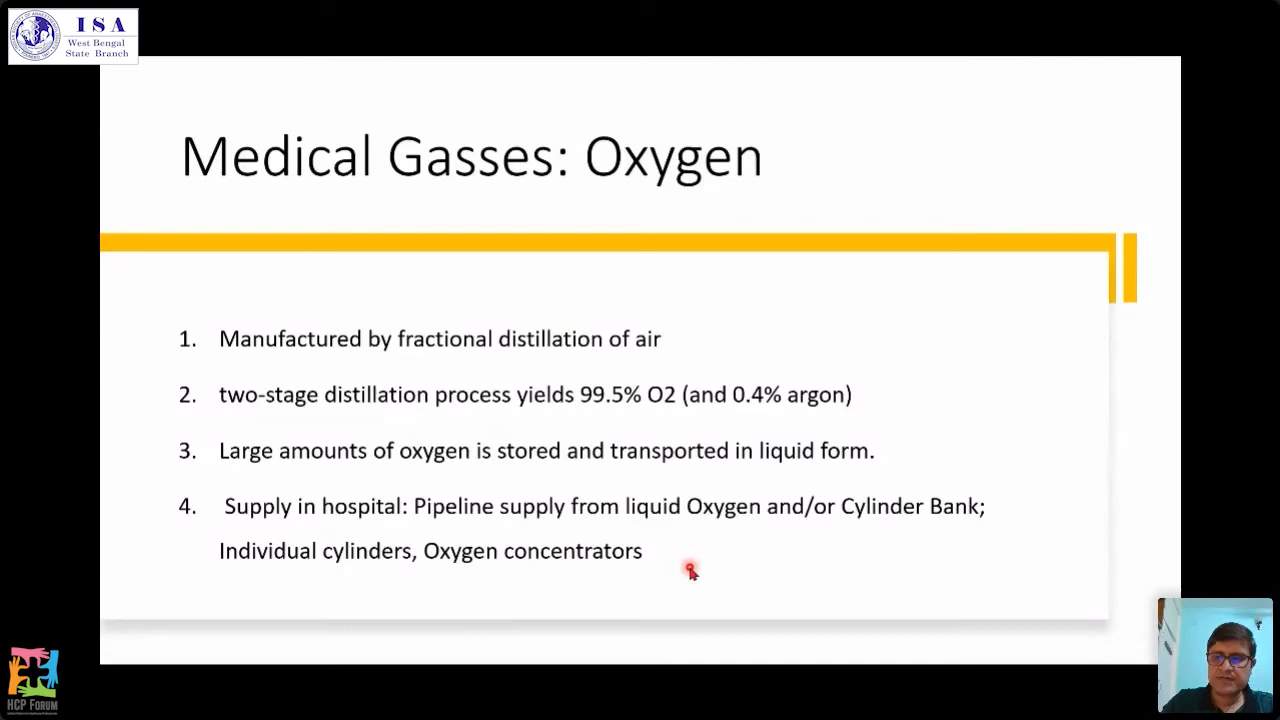 ISA
West Bengal
State Branch
Medical Gasses: Oxygen
1. Manufactured by fractional distillation of air
2. two-stage distillation process yields 99.5% O2 (and 0.4% argon)
3. Large amounts of oxygen is stored and transported in liquid form.
4. Supply in hospital: Pipeline supply from liquid Oxygen and/or Cylinder Bank;
Individual cylinders, Oxygen concentrators
HCP FORUM